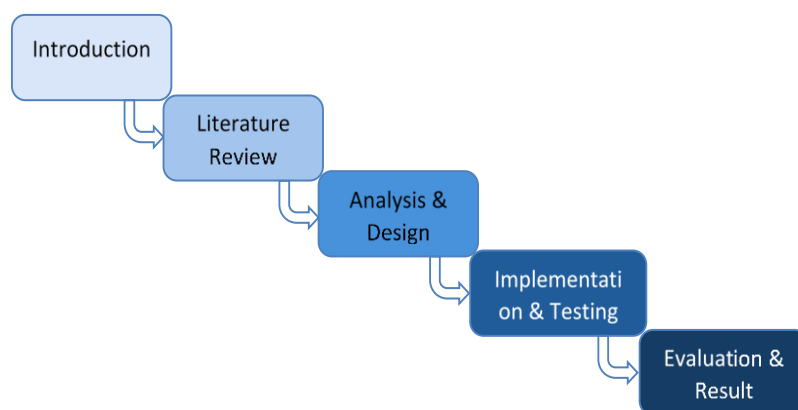 Introduction
Literature
Review
Analysis &
Design
Implementati
on & Testing
Evaluation &
Result